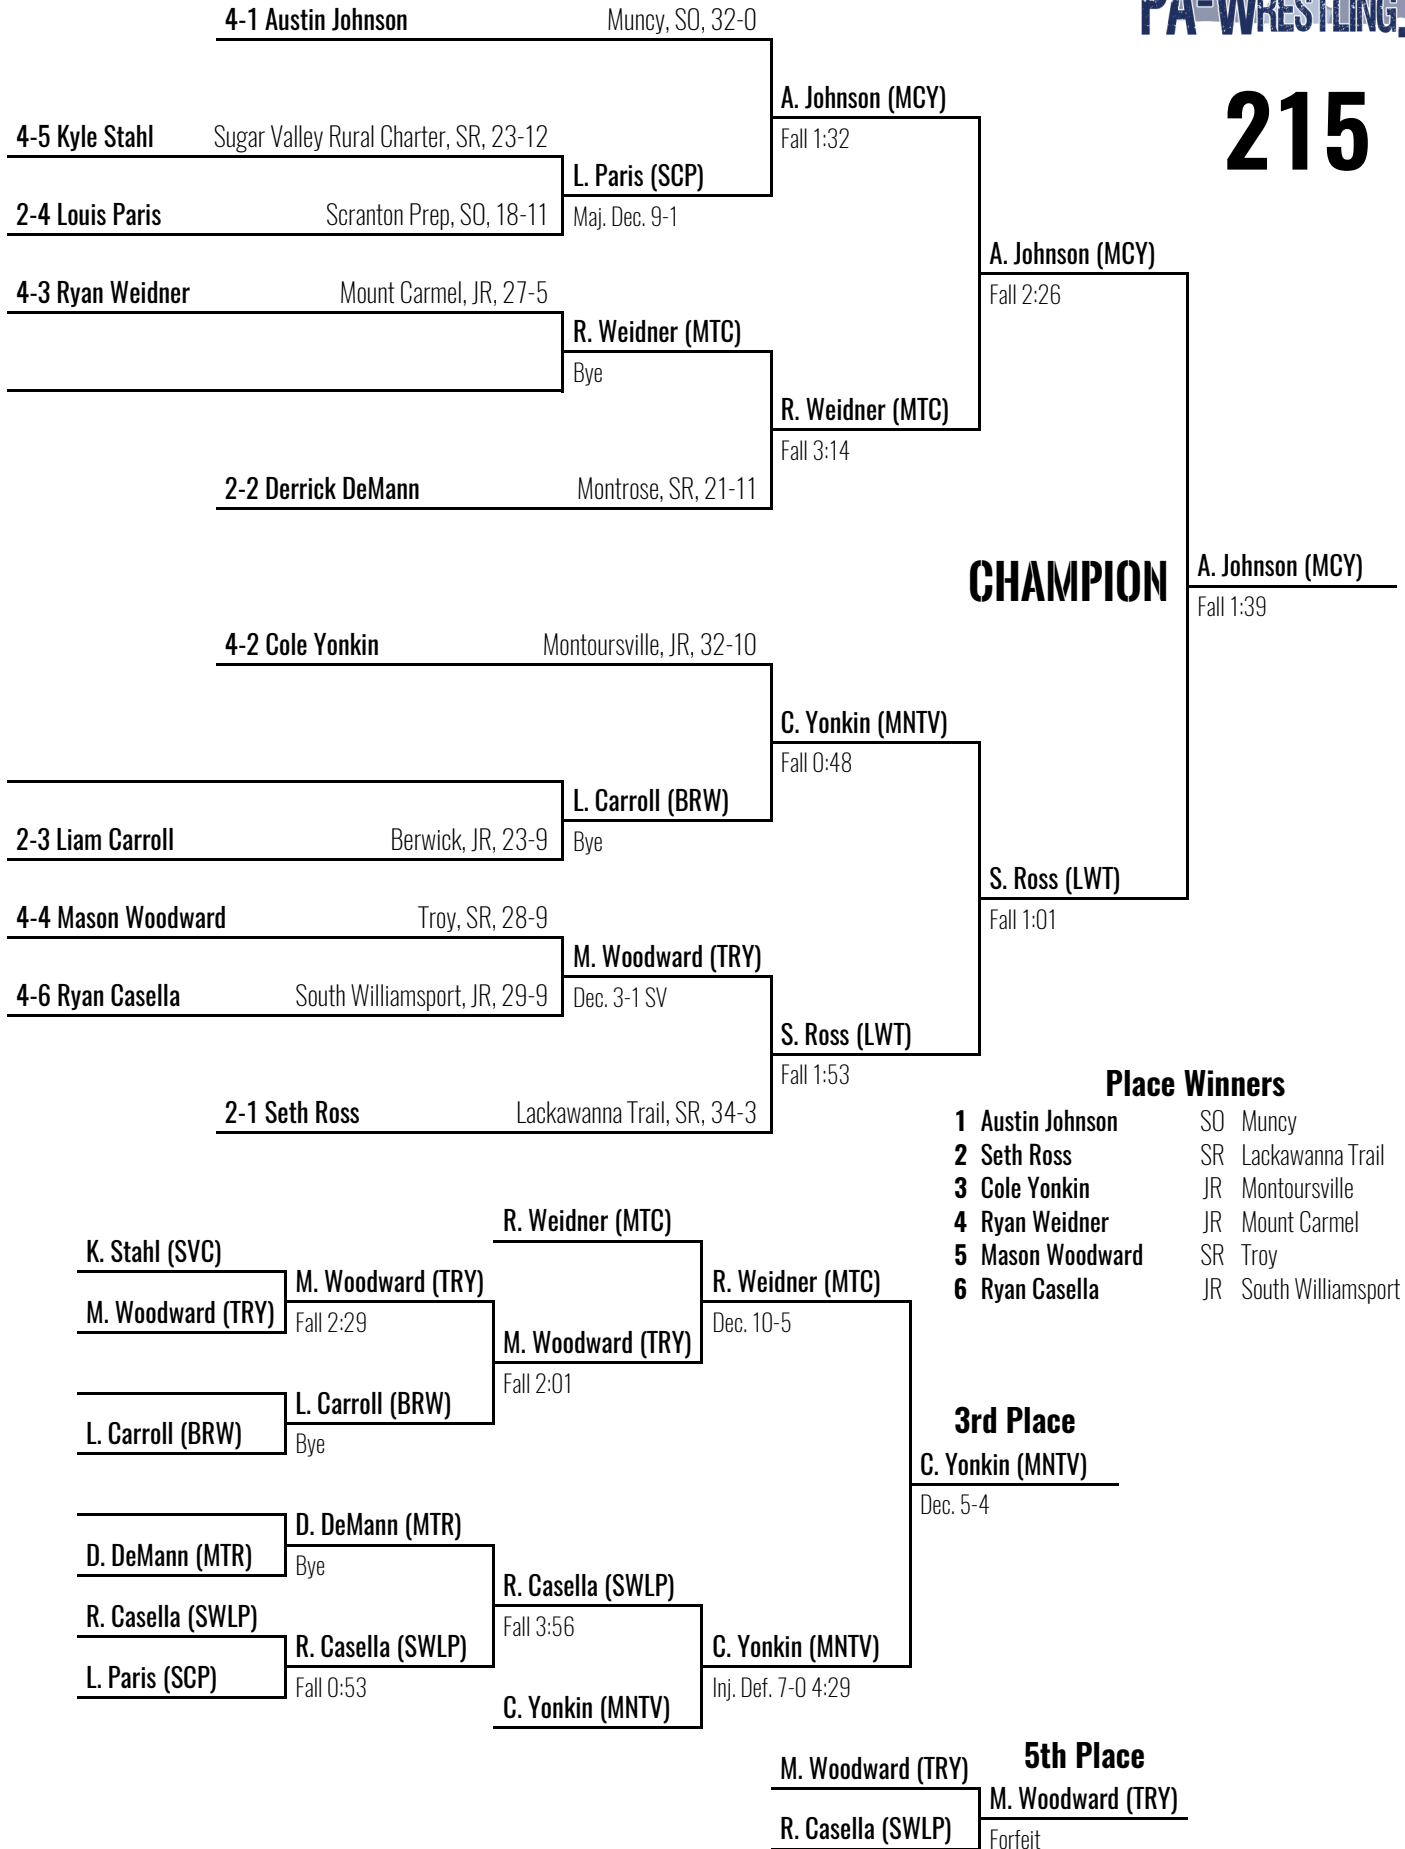 PA-WRESTLING.
215
4-1 Austin Johnson Muncy, SO, 32-0
A. Johnson (MCY)
Fall 1:32
4-5 Kyle Stahl Sugar Valley Rural Charter, SR, 23-12
L. Paris (SCP)
Maj. Dec. 9-1
2-4 Louis Paris Scranton Prep, SO, 18-11
A. Johnson (MCY)
Fall 2:26
4-3 Ryan Weidner Mount Carmel, JR, 27-5
R. Weidner (MTC)
Bye
R. Weidner (MTC)
Fall 3:14
2-2 Derrick DeMann Montrose, SR, 21-11
CHAMPION
A. Johnson (MCY)
Fall 1:39
4-2 Cole Yonkin Montoursville, JR, 32-10
C. Yonkin (MNTV)
Fall 0:48
L. Carroll (BRW)
Bye
2-3 Liam Carroll Berwick, JR, 23-9
S. Ross (LWT)
Fall 1:01
4-4 Mason Woodward Troy, SR, 28-9
M. Woodward (TRY)
Dec. 3-1 SV
4-6 Ryan Casella South Williamsport, JR, 29-9
S. Ross (LWT)
Fall 1:53
2-1 Seth Ross Lackawanna Trail, SR, 34-3
Place Winners
1 Austin Johnson SO Muncy
2 Seth Ross SR Lackawanna Trail
3 Cole Yonkin JR Montoursville
4 Ryan Weidner JR Mount Carmel
5 Mason Woodward SR Troy
6 Ryan Casella JR South Williamsport
R. Weidner (MTC)
K. Stahl (SVC)
M. Woodward (TRY)
Fall 2:29
M. Woodward (TRY)
R. Weidner (MTC)
Dec. 10-5
M. Woodward (TRY)
Fall 2:01
L. Carroll (BRW)
Bye
L. Carroll (BRW)
3rd Place
C. Yonkin (MNTV)
Dec. 5-4
D. DeMann (MTR)
Bye
D. DeMann (MTR)
R. Casella (SWLP)
Fall 3:56
R. Casella (SWLP)
R. Casella (SWLP)
Fall 0:53
L. Paris (SCP)
C. Yonkin (MNTV)
Inj. Def. 7-0 4:29
C. Yonkin (MNTV)
5th Place
M. Woodward (TRY)
M. Woodward (TRY)
Forfeit
R. Casella (SWLP)